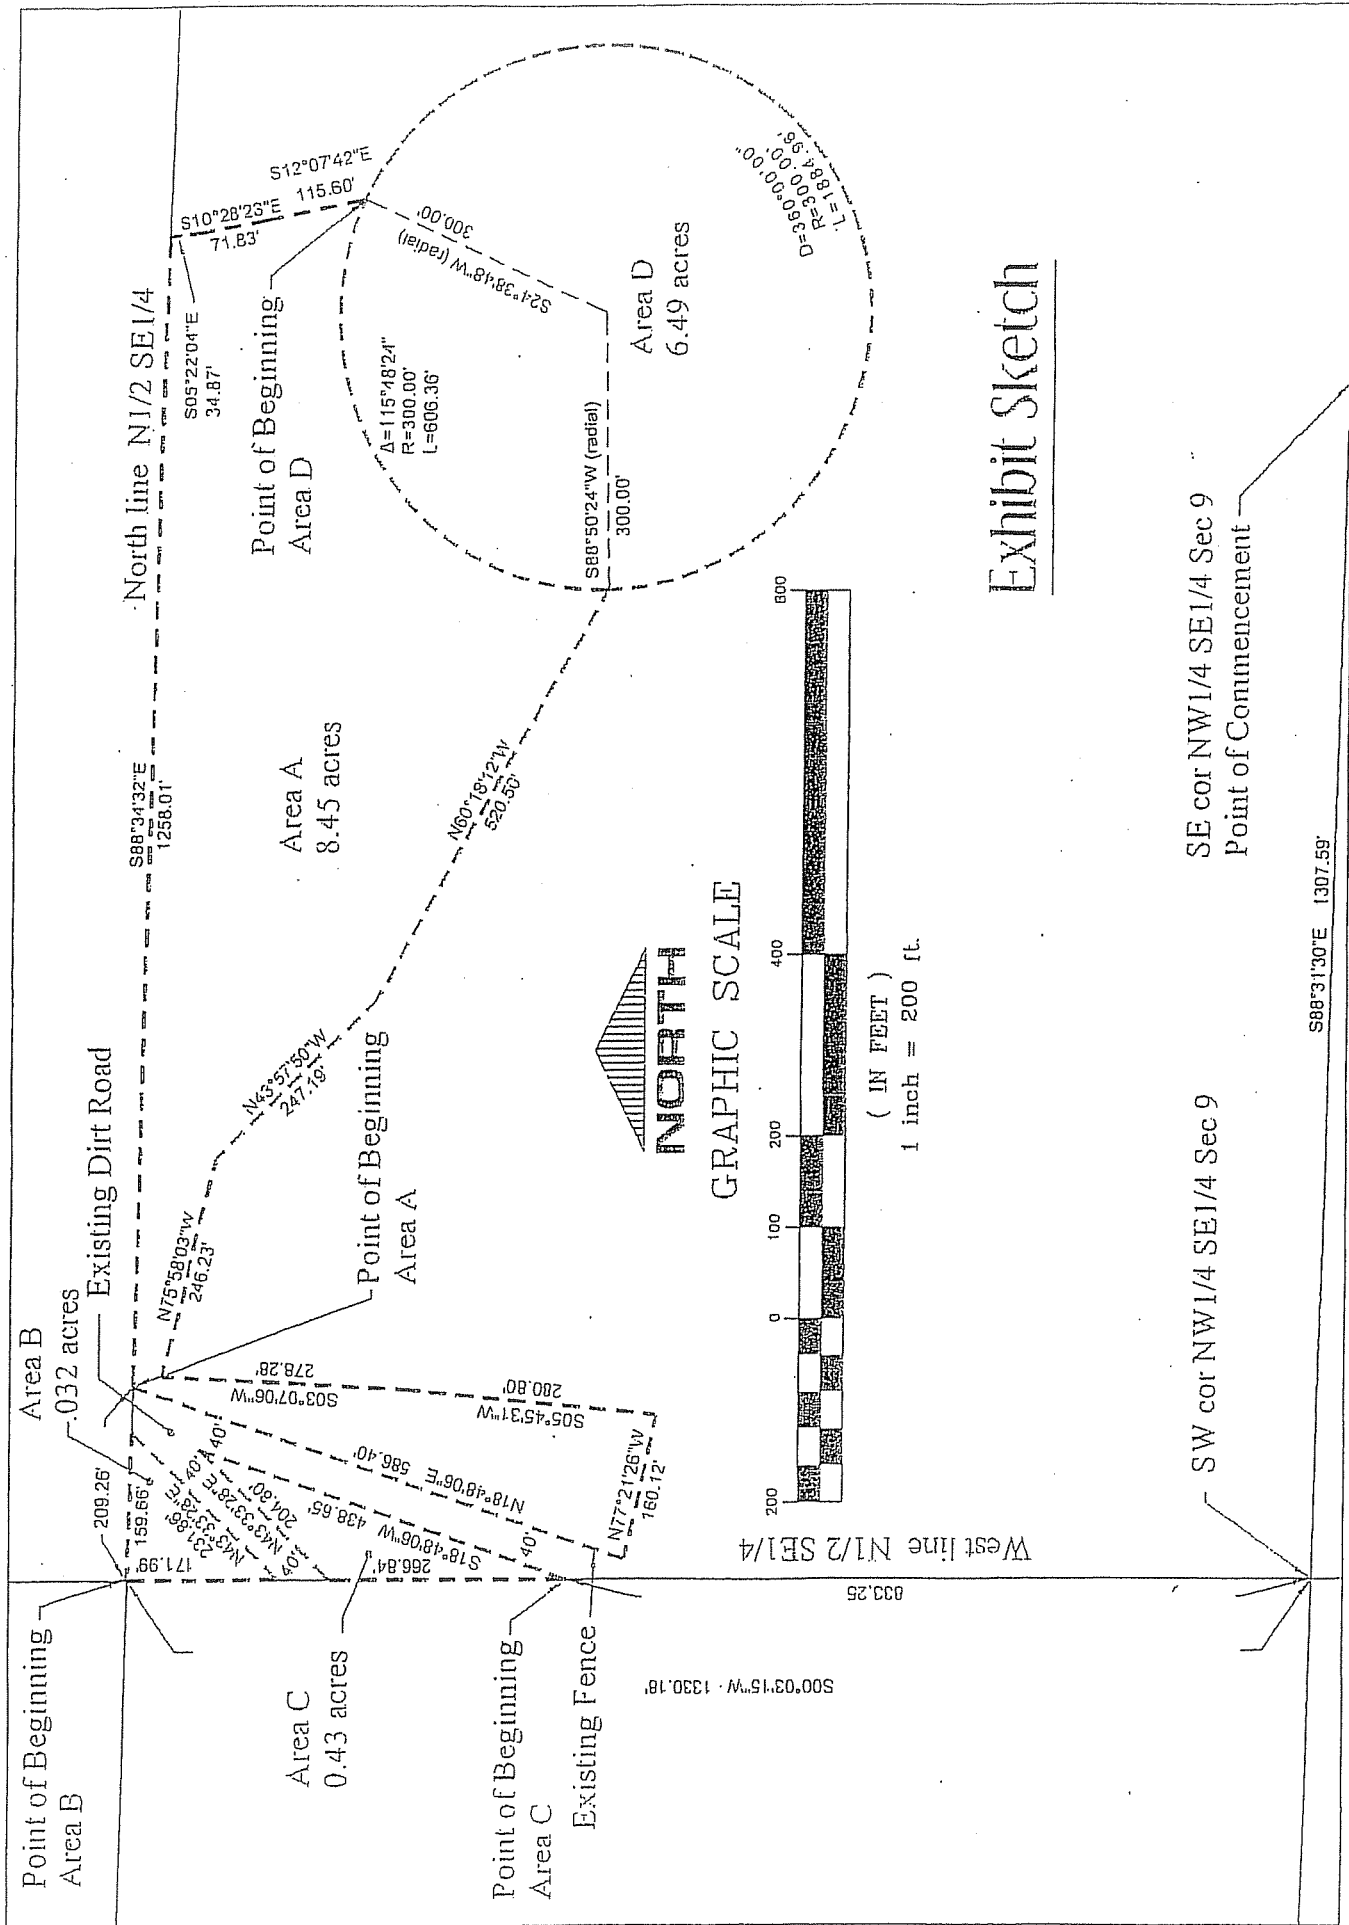 Point of Beginning
Area B
Area B
.032 acres
Existing Dirt Road
North line N1/2 SE1/4
209.26'
159.66'
S88°34'32"E
1258.01'
S05°22'04"E
34.87'
S10°28'23"E
71.83'
S12°07'42"E
115.60'
171.99'
N43°33'28"E
231.86'
N43°33'28"E
204.80'
40'
40'
40'
40'
N75°58'03"W
246.23'
N43°57'50"W
247.19'
N60°18'12"W
520.50'
Point of Beginning
Area D
300.00'
S24°38'48"W (radial)
Area A
8.45 acres
Δ=115°48'24"
R=300.00'
L=606.36'
Point of Beginning
Area A
Area C
0.43 acres
266.84'
S18°48'06"W
438.65'
N18°48'06"E
586.40'
S03°07'06"W
278.28'
S05°45'31"W
280.80'
N77°21'26"W
160.12'
Point of Beginning
Area C
Existing Fence
S88°50'24"W (radial)
300.00'
Area D
6.49 acres
D=360°00'00"
R=300.00'
L=1884.96'
NORTH
GRAPHIC SCALE
200
0
100
200
400
800
( IN FEET )
1 inch = 200 ft.
West line N1/2 SE1/4
S00°03'15"W - 1330.18'
833.25
Exhibit Sketch
SW cor NW1/4 SE1/4 Sec 9
SE cor NW1/4 SE1/4 Sec 9
Point of Commencement
S88°31'30"E 1307.59'